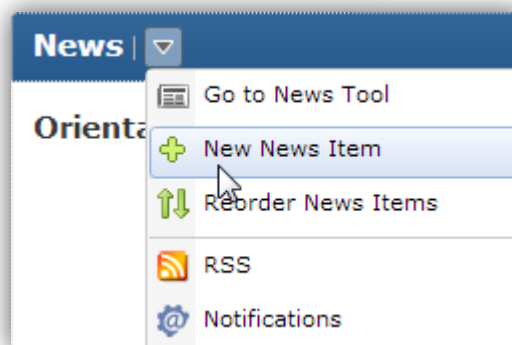 News |
Go to News Tool
Orienta
New News Item
Reorder News Items
RSS
Notifications